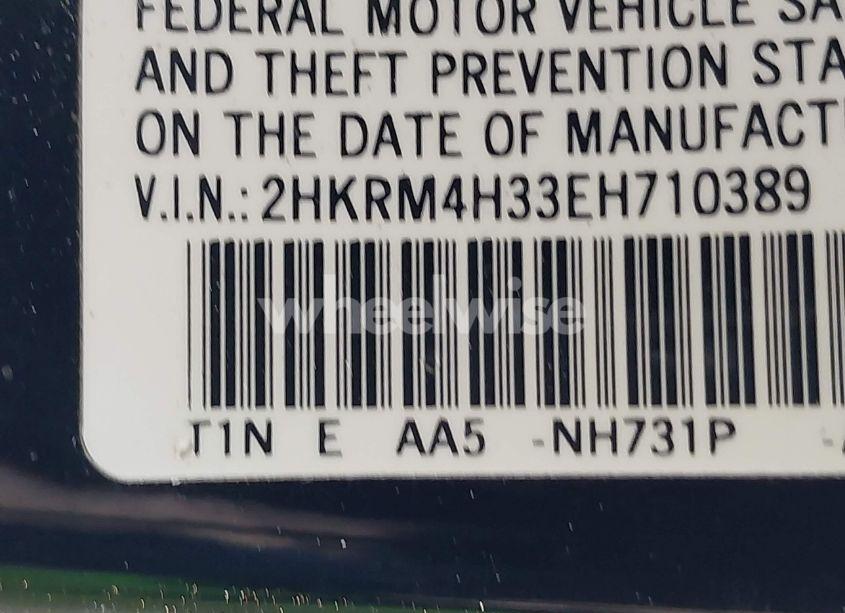 FEDERAL MOTOR VEHICLE SA
AND THEFT PREVENTION STA
ON THE DATE OF MANUFACT
V.I.N.: 2HKRM4H33EH710389
wheelwise
T1N E AA5 -NH731P -